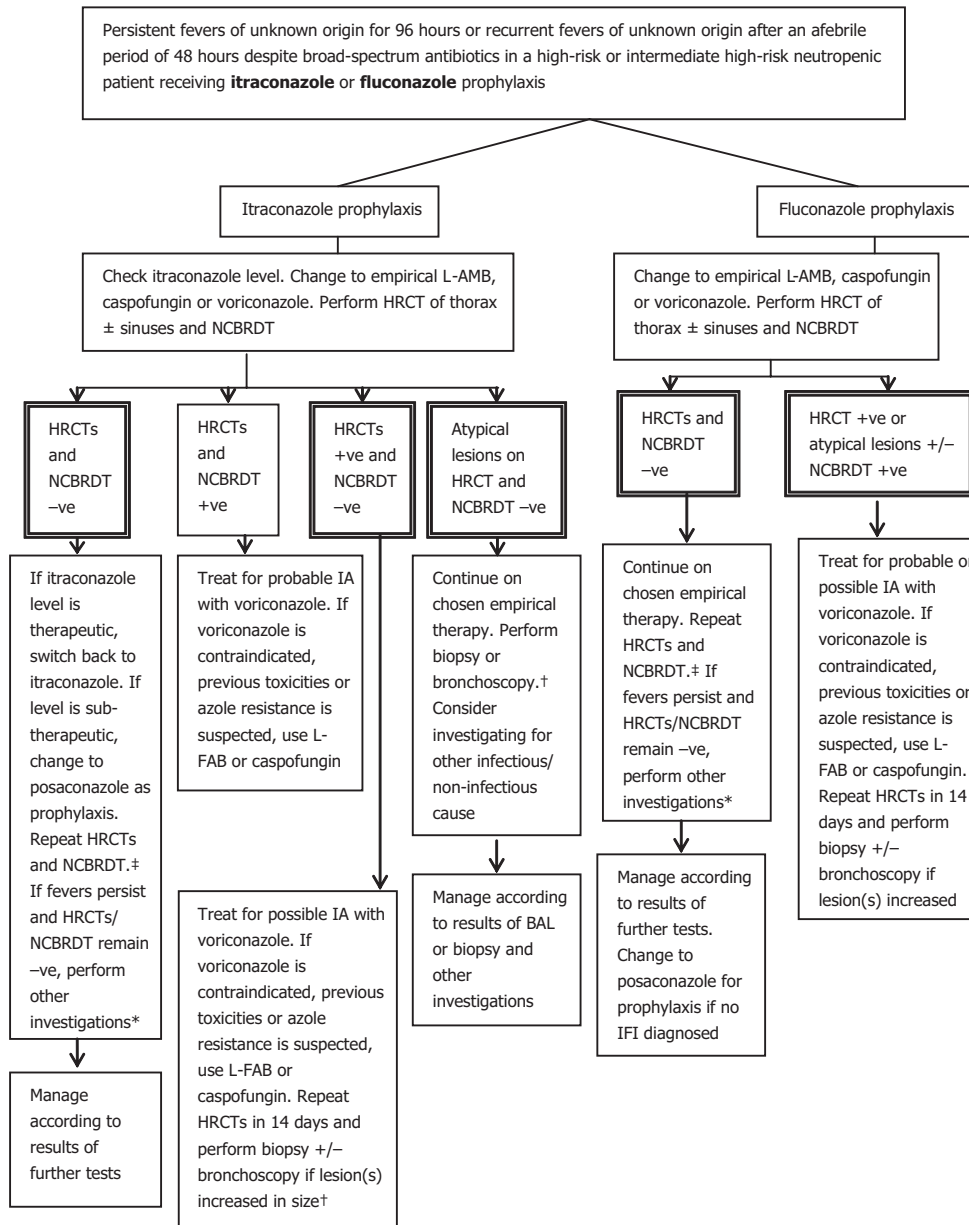 Persistent fevers of unknown origin for 96 hours or recurrent fevers of unknown origin after an afebrile
period of 48 hours despite broad-spectrum antibiotics in a high-risk or intermediate high-risk neutropenic
patient receiving itraconazole or fluconazole prophylaxis
Itraconazole prophylaxis
Fluconazole prophylaxis
Check itraconazole level. Change to empirical L-AMB,
caspofungin or voriconazole. Perform HRCT of thorax
± sinuses and NCBRDT
Change to empirical L-AMB, caspofungin
or voriconazole. Perform HRCT of
thorax ± sinuses and NCBRDT
HRCTs
and
NCBRDT
–ve
HRCTs
and
NCBRDT
+ve
HRCTs
+ve and
NCBRDT
–ve
Atypical
lesions on
HRCT and
NCBRDT –ve
HRCTs and
NCBRDT
–ve
HRCT +ve or
atypical lesions +/–
NCBRDT +ve
If itraconazole
level is
therapeutic,
switch back to
itraconazole. If
level is sub-
therapeutic,
change to
posaconazole as
prophylaxis.
Repeat HRCTs
and NCBRDT.‡
If fevers persist
and HRCTs/
NCBRDT remain
–ve, perform
other
investigations*
Manage
according to
results of
further tests
Treat for probable IA
with voriconazole. If
voriconazole is
contraindicated,
previous toxicities or
azole resistance is
suspected, use L-
FAB or caspofungin
Treat for possible IA with
voriconazole. If
voriconazole is
contraindicated, previous
toxicities or azole
resistance is suspected,
use L-FAB or
caspofungin. Repeat
HRCTs in 14 days and
perform biopsy +/–
bronchoscopy if lesion(s)
increased in size†
Continue on
chosen empirical
therapy. Perform
biopsy or
bronchoscopy.†
Consider
investigating for
other infectious/
non-infectious
cause
Manage according
to results of BAL
or biopsy and
other
investigations
Continue on
chosen empirical
therapy. Repeat
HRCTs and
NCBRDT.‡ If
fevers persist and
HRCTs/NCBRDT
remain –ve,
perform other
investigations*
Manage according
to results of
further tests.
Change to
posaconazole for
prophylaxis if no
IFI diagnosed
Treat for probable or
possible IA with
voriconazole. If
voriconazole is
contraindicated,
previous toxicities or
azole resistance is
suspected, use L-
FAB or caspofungin.
Repeat HRCTs in 14
days and perform
biopsy +/–
bronchoscopy if
lesion(s) increased